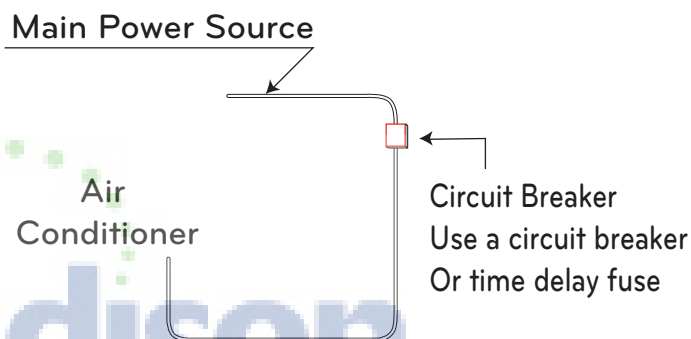 Main Power Source
Air
Conditioner
Circuit Breaker
Use a circuit breaker
Or time delay fuse